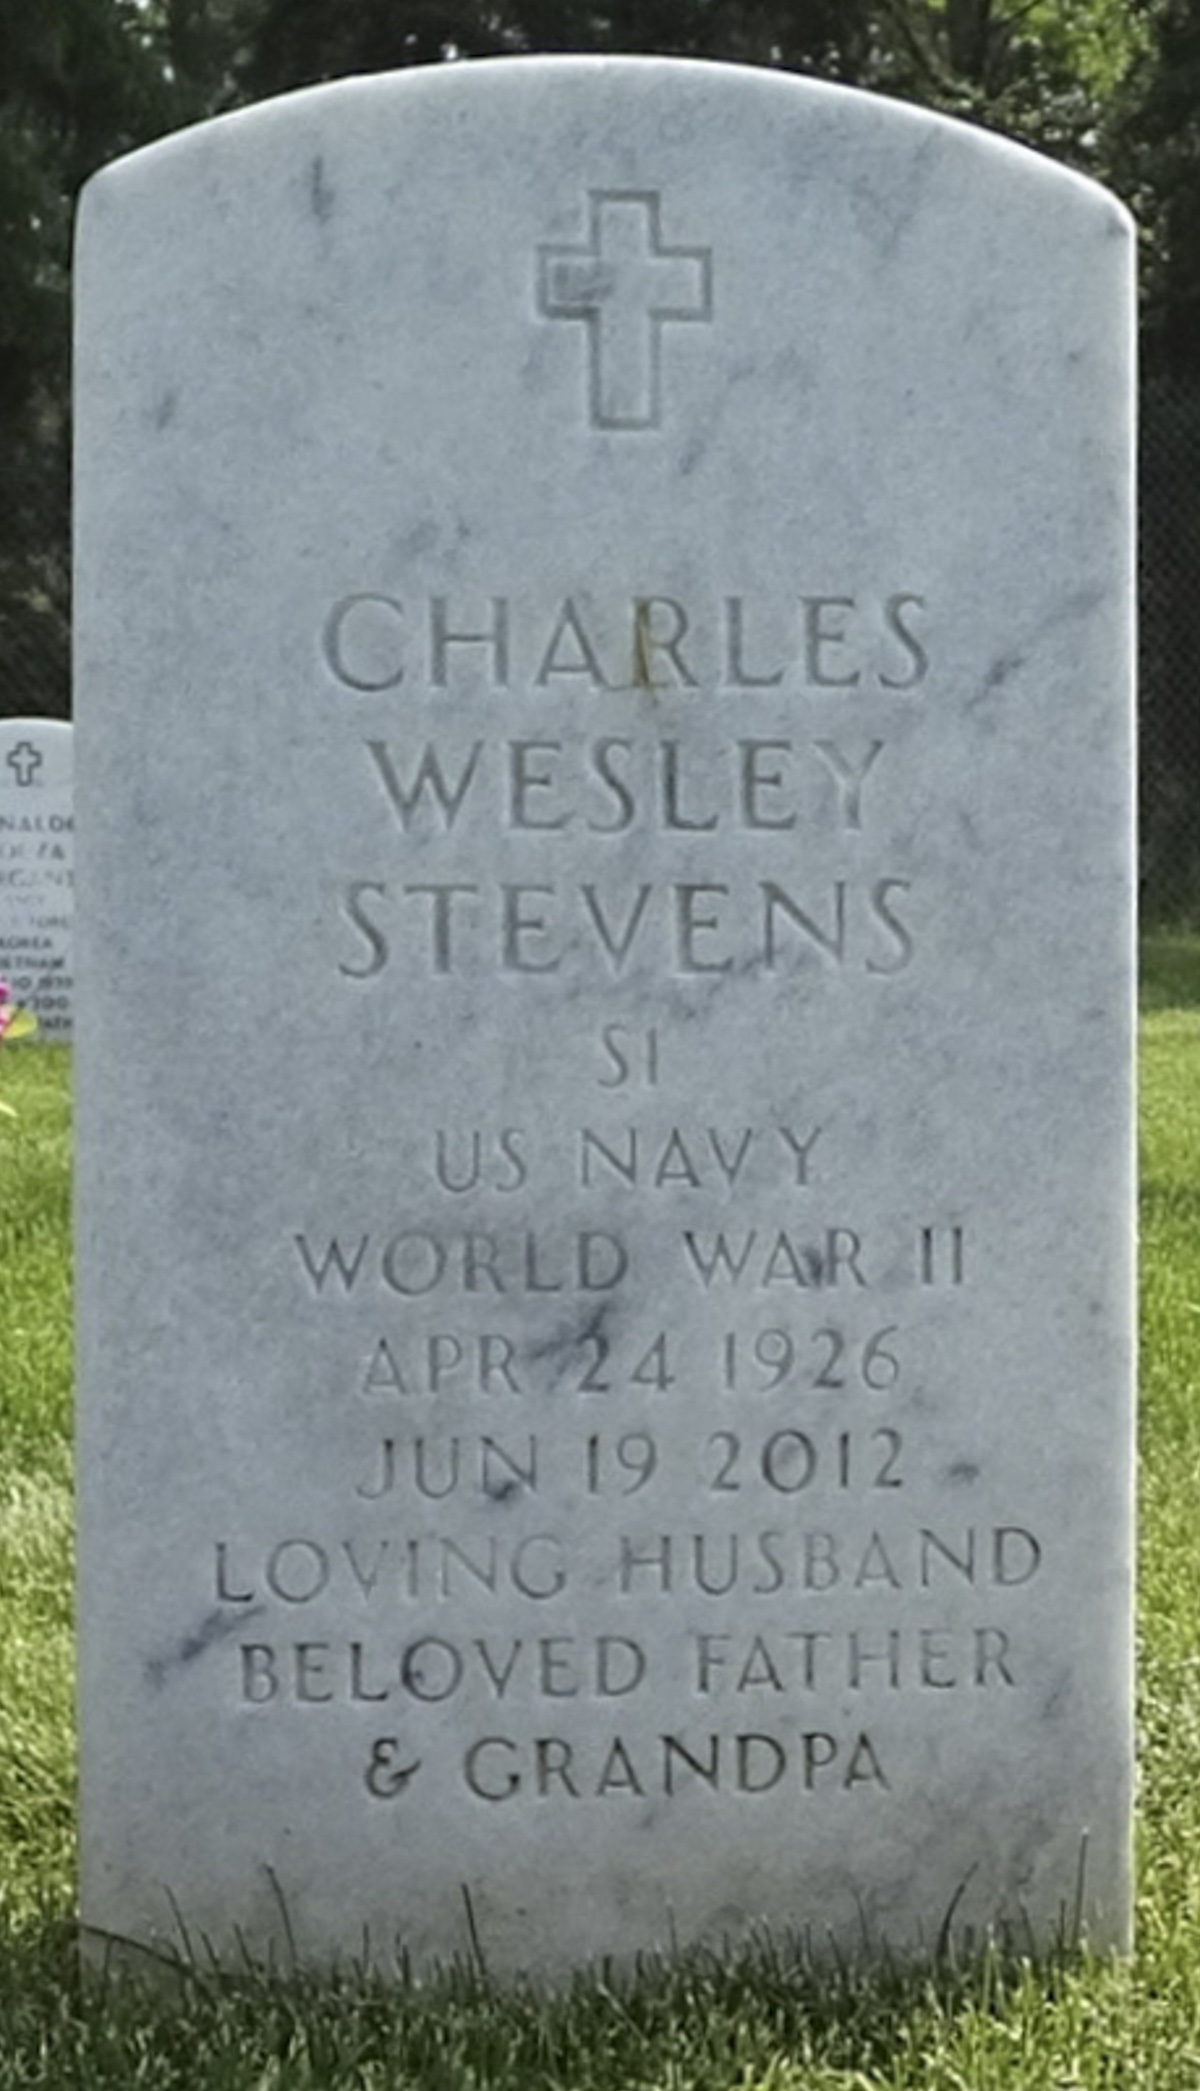 CHARLES
WESLEY
STEVENS
S1
US NAVY
WORLD WAR II
APR 24 1926
JUN 19 2012
LOVING HUSBAND
BELOVED FATHER
& GRANDPA
KOREA